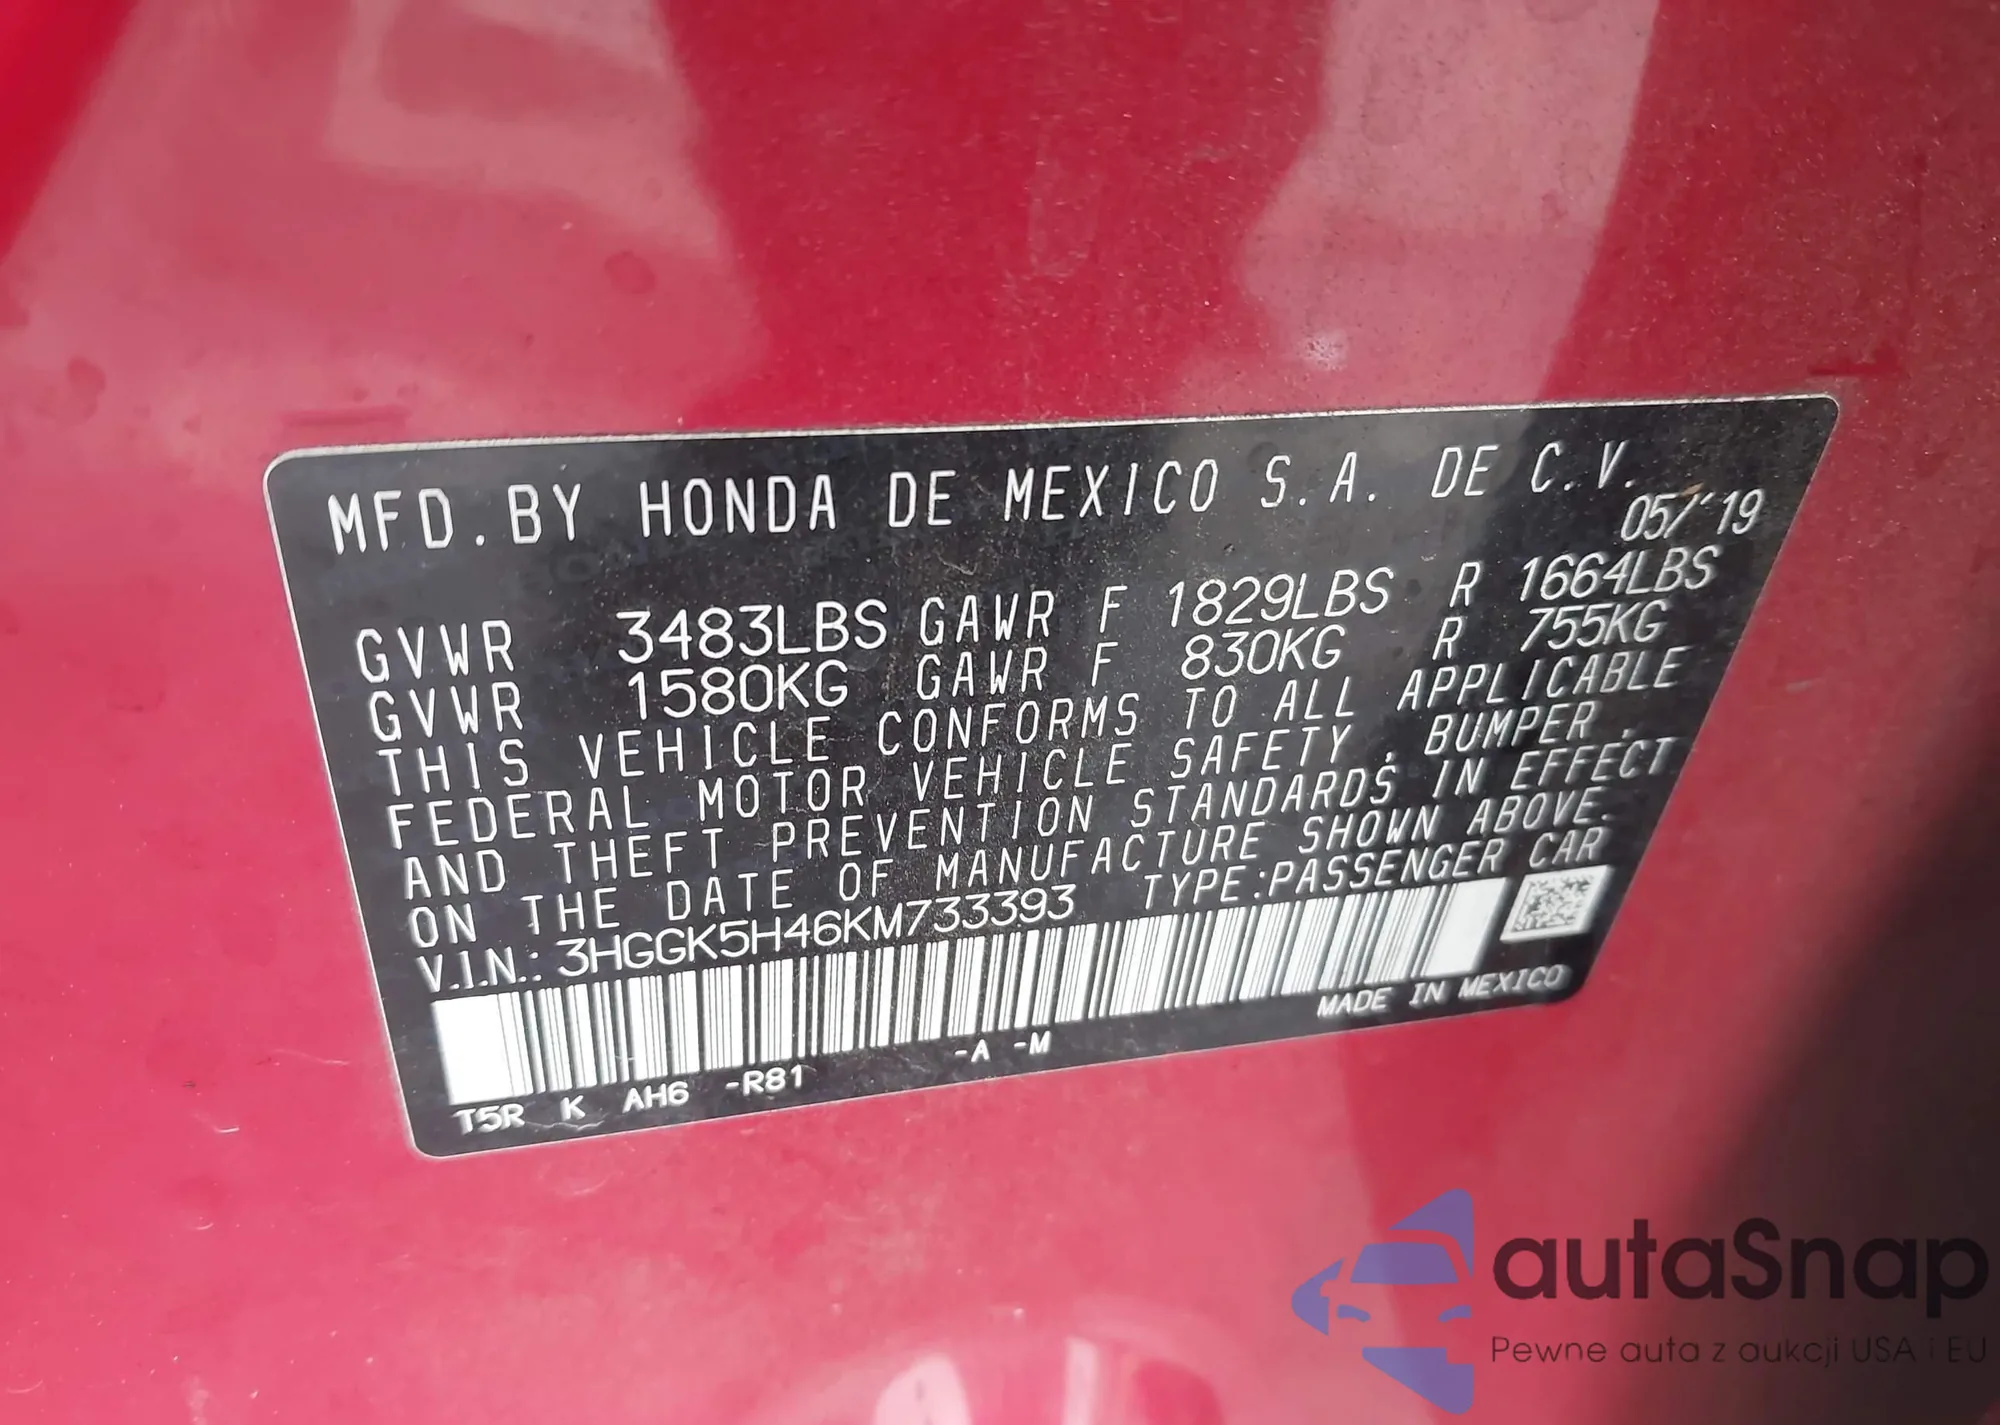 MFD. BY HONDA DE MEXICO S.A. DE C.V.
05/'19
GVWR 3483LBS GAWR F 1829LBS R 1664LBS
GVWR 1580KG GAWR F 830KG R 755KG
THIS VEHICLE CONFORMS TO ALL APPLICABLE
FEDERAL MOTOR VEHICLE SAFETY, BUMPER,
AND THEFT PREVENTION STANDARDS IN EFFECT
ON THE DATE OF MANUFACTURE SHOWN ABOVE.
V.I.N.: 3HGGK5H46KM733393 TYPE:PASSENGER CAR
MADE IN MEXICO
T5R K AH6 -R81 -A -M
autaSnap
Pewne auta z aukcji USA i EU